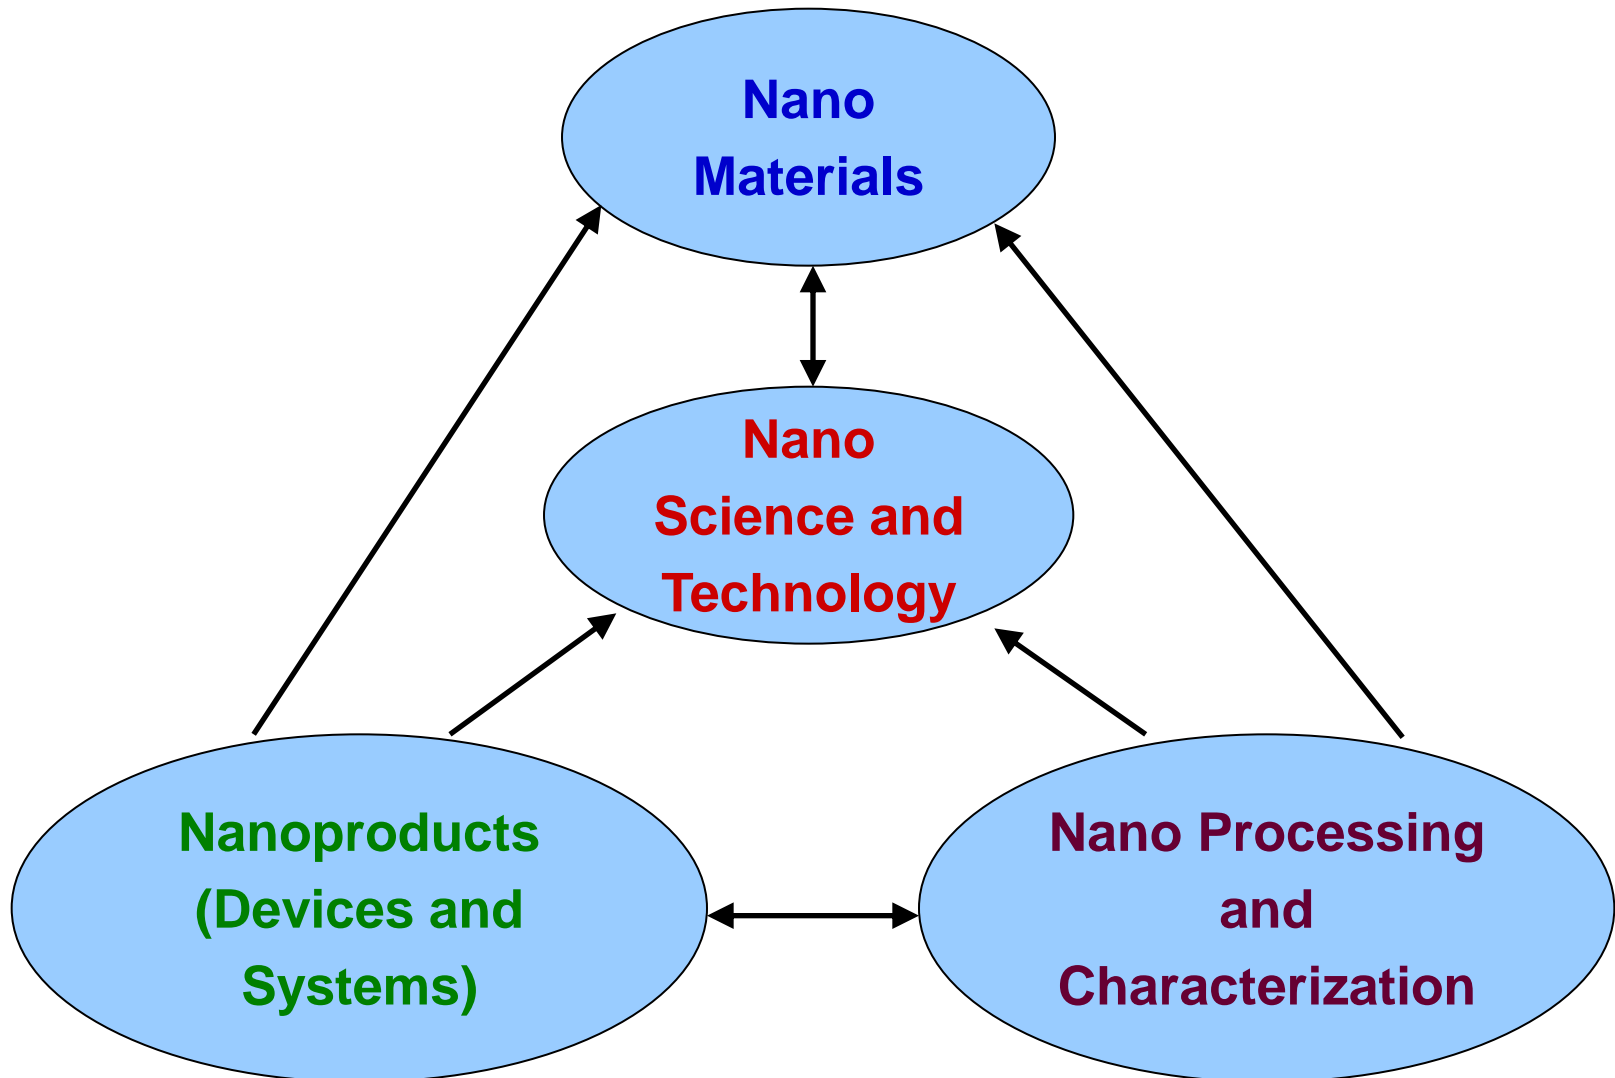 Nano
Materials
Nano
Science and
Technology
Nanoproducts
(Devices and
Systems)
Nano Processing
and
Characterization